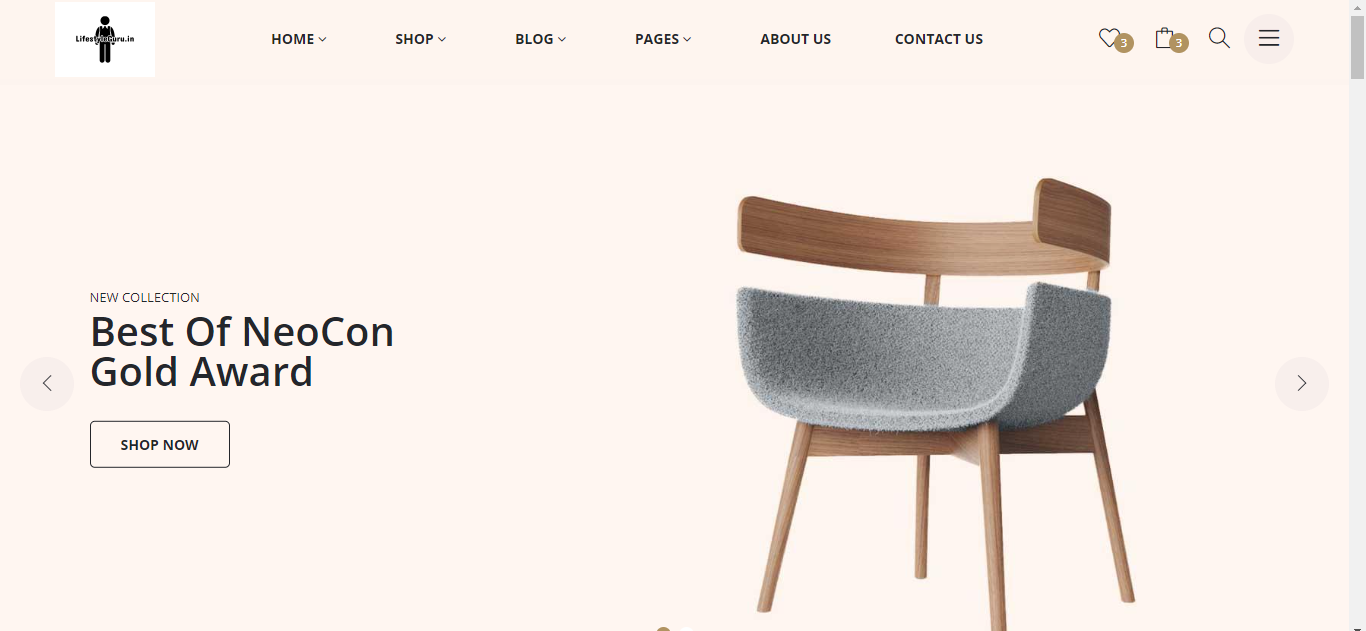 LifestyleGuru.in
HOME
SHOP
BLOG
PAGES
ABOUT US
CONTACT US
3
3
NEW COLLECTION
Best Of NeoCon
Gold Award
SHOP NOW